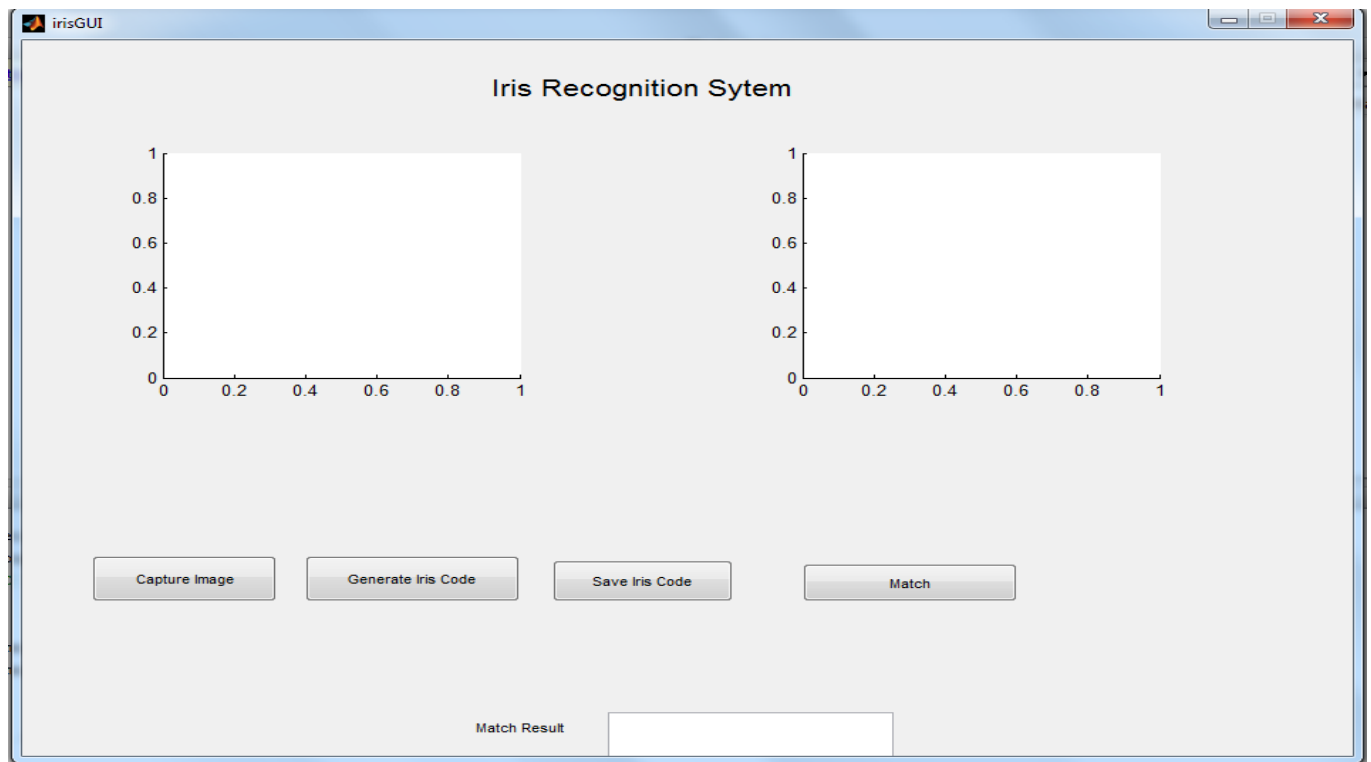 irisGUI
Iris Recognition Sytem
1
0.8
0.6
0.4
0.2
0
0 0.2 0.4 0.6 0.8 1
1
0.8
0.6
0.4
0.2
0
0 0.2 0.4 0.6 0.8 1
Capture Image
Generate Iris Code
Save Iris Code
Match
Match Result